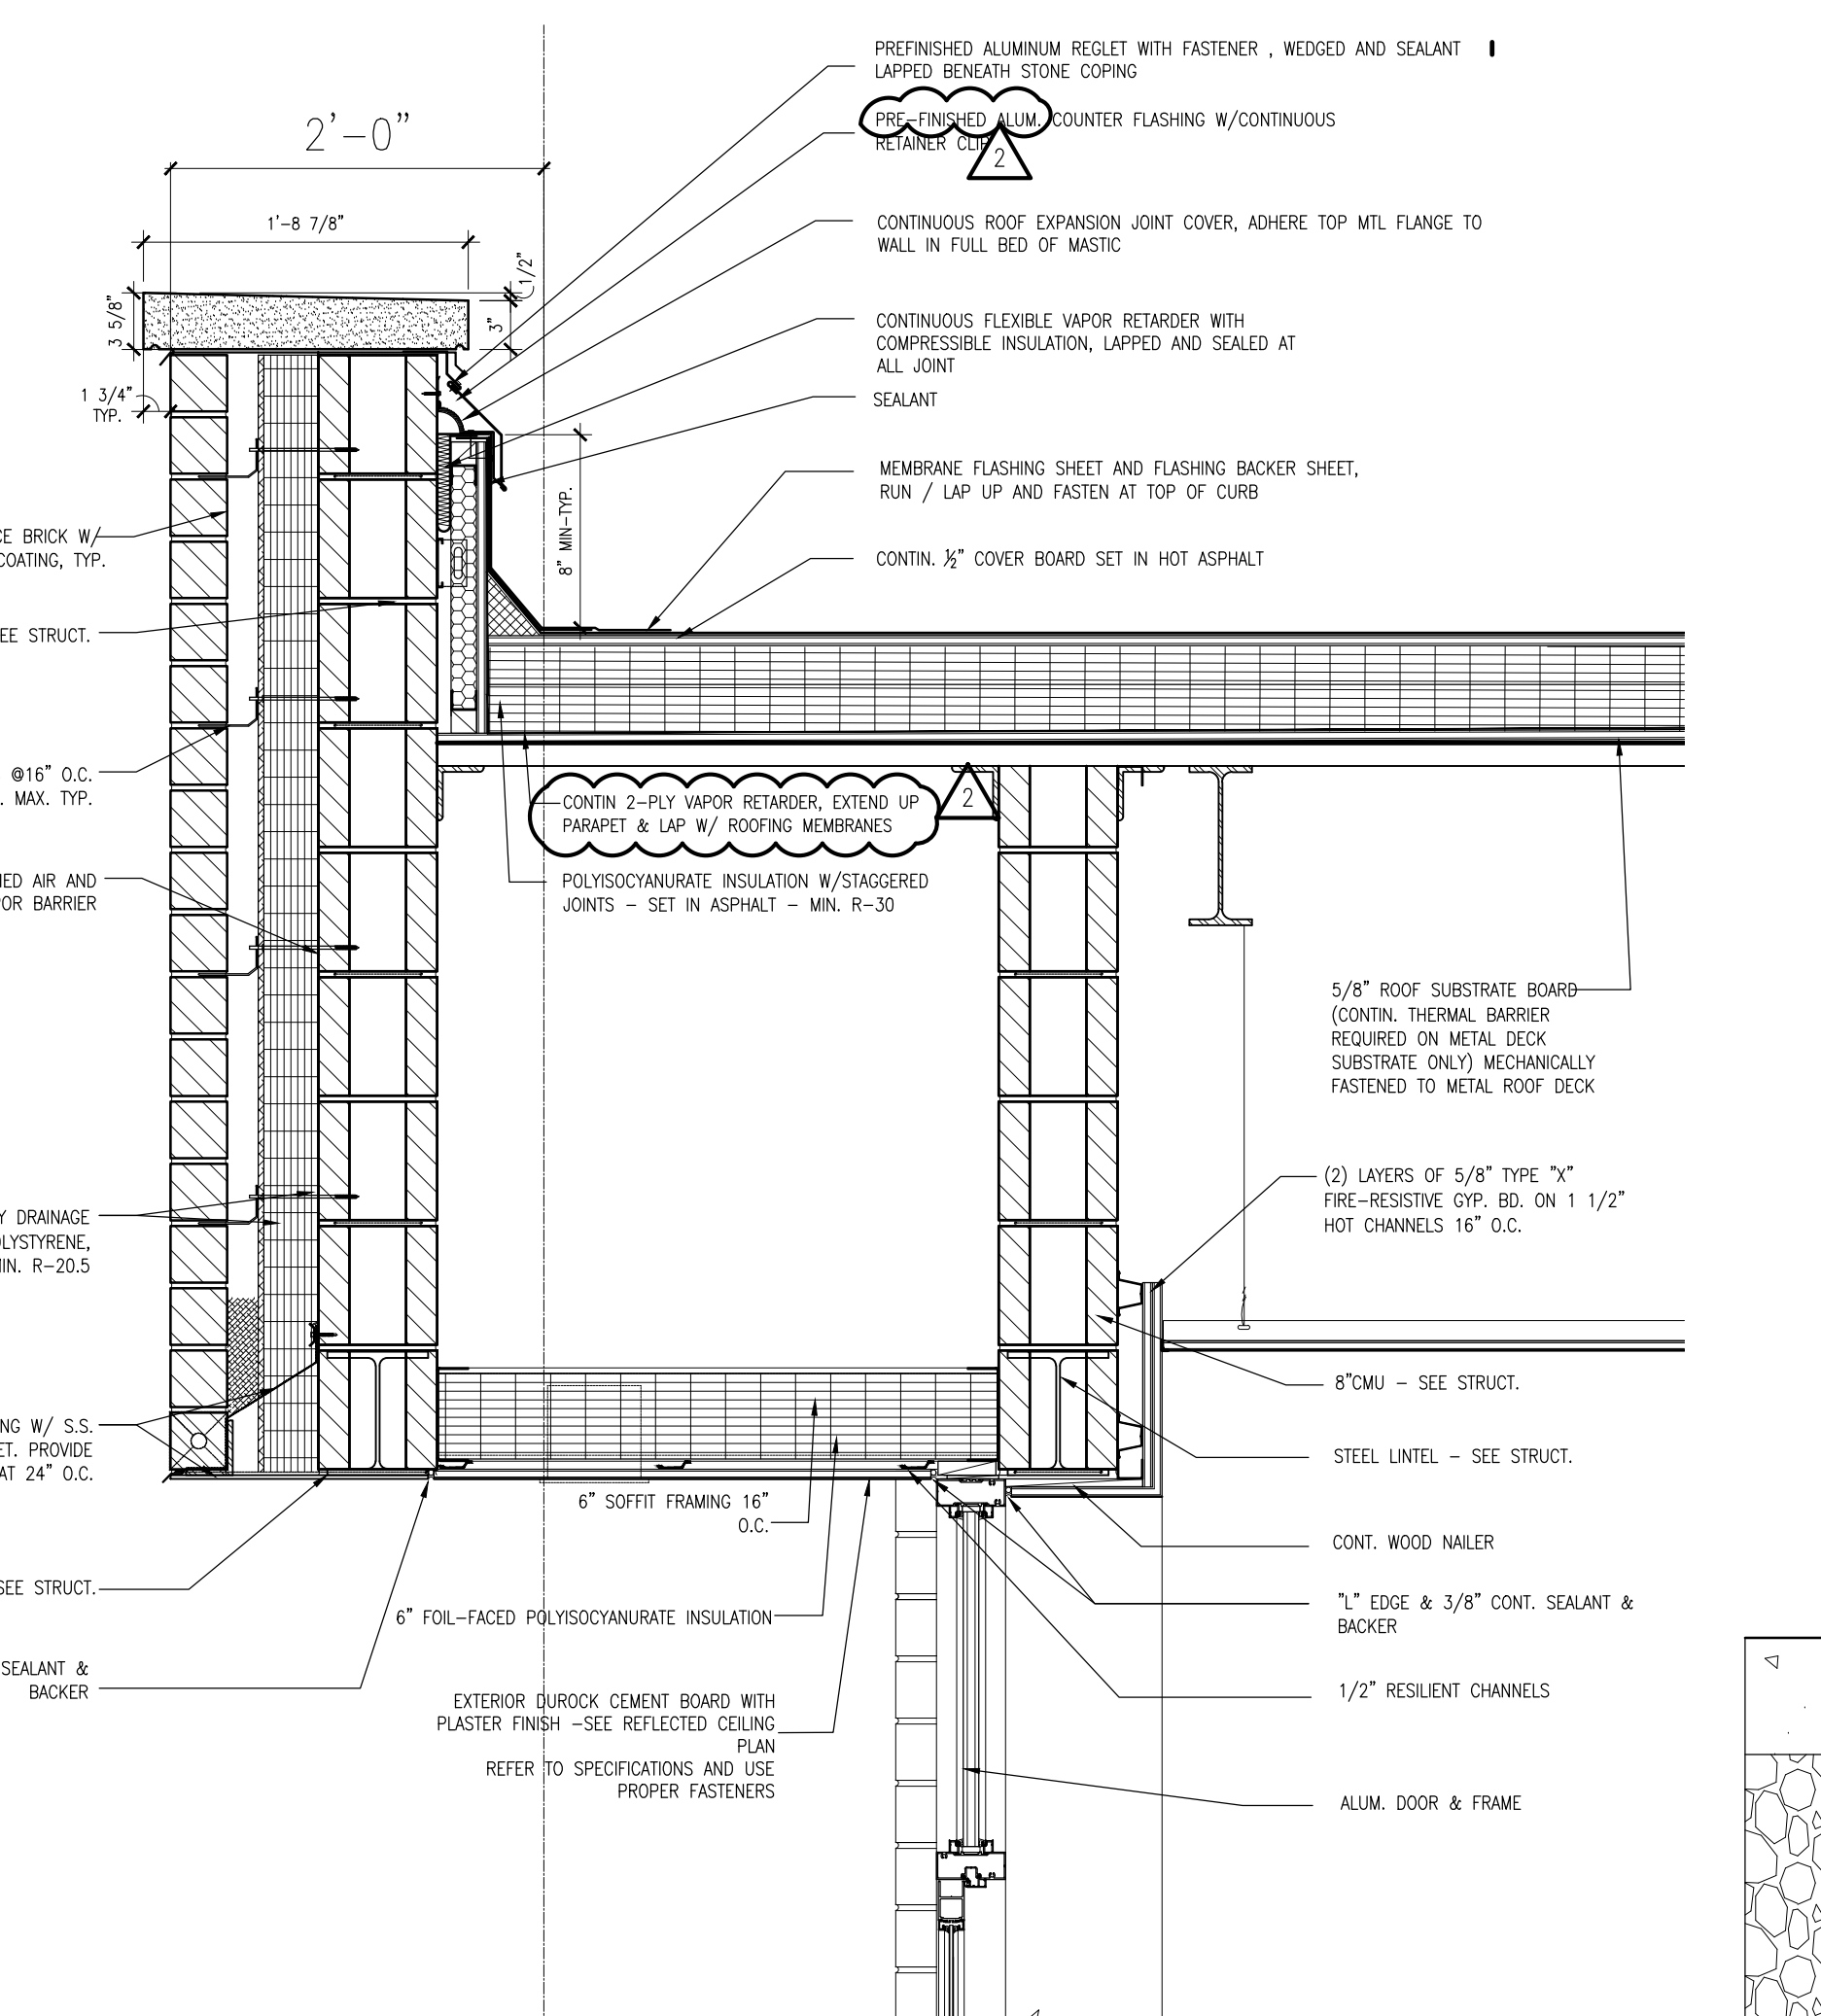 PREFINISHED ALUMINUM REGLET WITH FASTENER , WEDGED AND SEALANT
LAPPED BENEATH STONE COPING
PRE-FINISHED ALUM. COUNTER FLASHING W/CONTINUOUS
RETAINER CLIP
2
2'-0"
1'-8 7/8"
1/2"
3 5/8"
3"
1 3/4"
TYP.
CONTINUOUS ROOF EXPANSION JOINT COVER, ADHERE TOP MTL FLANGE TO
WALL IN FULL BED OF MASTIC
CONTINUOUS FLEXIBLE VAPOR RETARDER WITH
COMPRESSIBLE INSULATION, LAPPED AND SEALED AT
ALL JOINT
SEALANT
8" MIN-TYP.
MEMBRANE FLASHING SHEET AND FLASHING BACKER SHEET,
RUN / LAP UP AND FASTEN AT TOP OF CURB
CONTIN. ½" COVER BOARD SET IN HOT ASPHALT
CE BRICK W/
COATING, TYP.
EE STRUCT.
@16" O.C.
. MAX. TYP.
CONTIN 2-PLY VAPOR RETARDER, EXTEND UP
PARAPET & LAP W/ ROOFING MEMBRANES
2
POLYISOCYANURATE INSULATION W/STAGGERED
JOINTS - SET IN ASPHALT - MIN. R-30
IED AIR AND
POR BARRIER
5/8" ROOF SUBSTRATE BOARD
(CONTIN. THERMAL BARRIER
REQUIRED ON METAL DECK
SUBSTRATE ONLY) MECHANICALLY
FASTENED TO METAL ROOF DECK
(2) LAYERS OF 5/8" TYPE "X"
FIRE-RESISTIVE GYP. BD. ON 1 1/2"
HOT CHANNELS 16" O.C.
Y DRAINAGE
OLYSTYRENE,
MIN. R-20.5
8"CMU - SEE STRUCT.
STEEL LINTEL - SEE STRUCT.
NG W/ S.S.
ET. PROVIDE
AT 24" O.C.
6" SOFFIT FRAMING 16"
O.C.
CONT. WOOD NAILER
SEE STRUCT.
6" FOIL-FACED POLYISOCYANURATE INSULATION
"L" EDGE & 3/8" CONT. SEALANT &
BACKER
SEALANT &
BACKER
1/2" RESILIENT CHANNELS
EXTERIOR DUROCK CEMENT BOARD WITH
PLASTER FINISH -SEE REFLECTED CEILING
PLAN
REFER TO SPECIFICATIONS AND USE
PROPER FASTENERS
ALUM. DOOR & FRAME